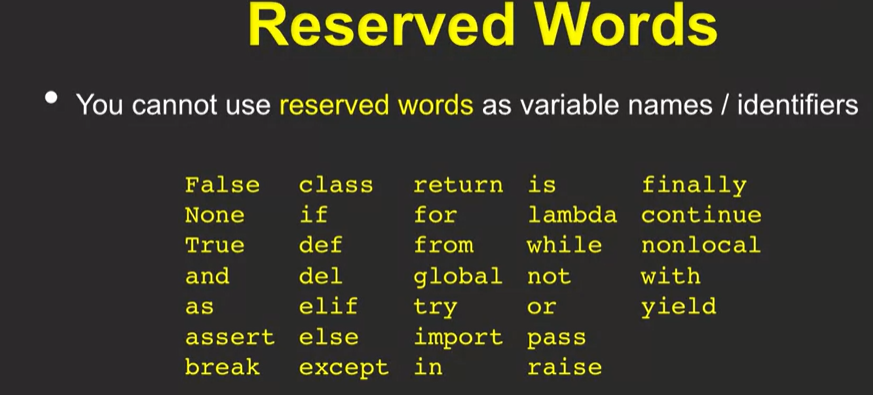 Reserved Words
• You cannot use reserved words as variable names / identifiers
False class return is finally
None if for lambda continue
True def from while nonlocal
and del global not with
as elif try or yield
assert else import pass
break except in raise